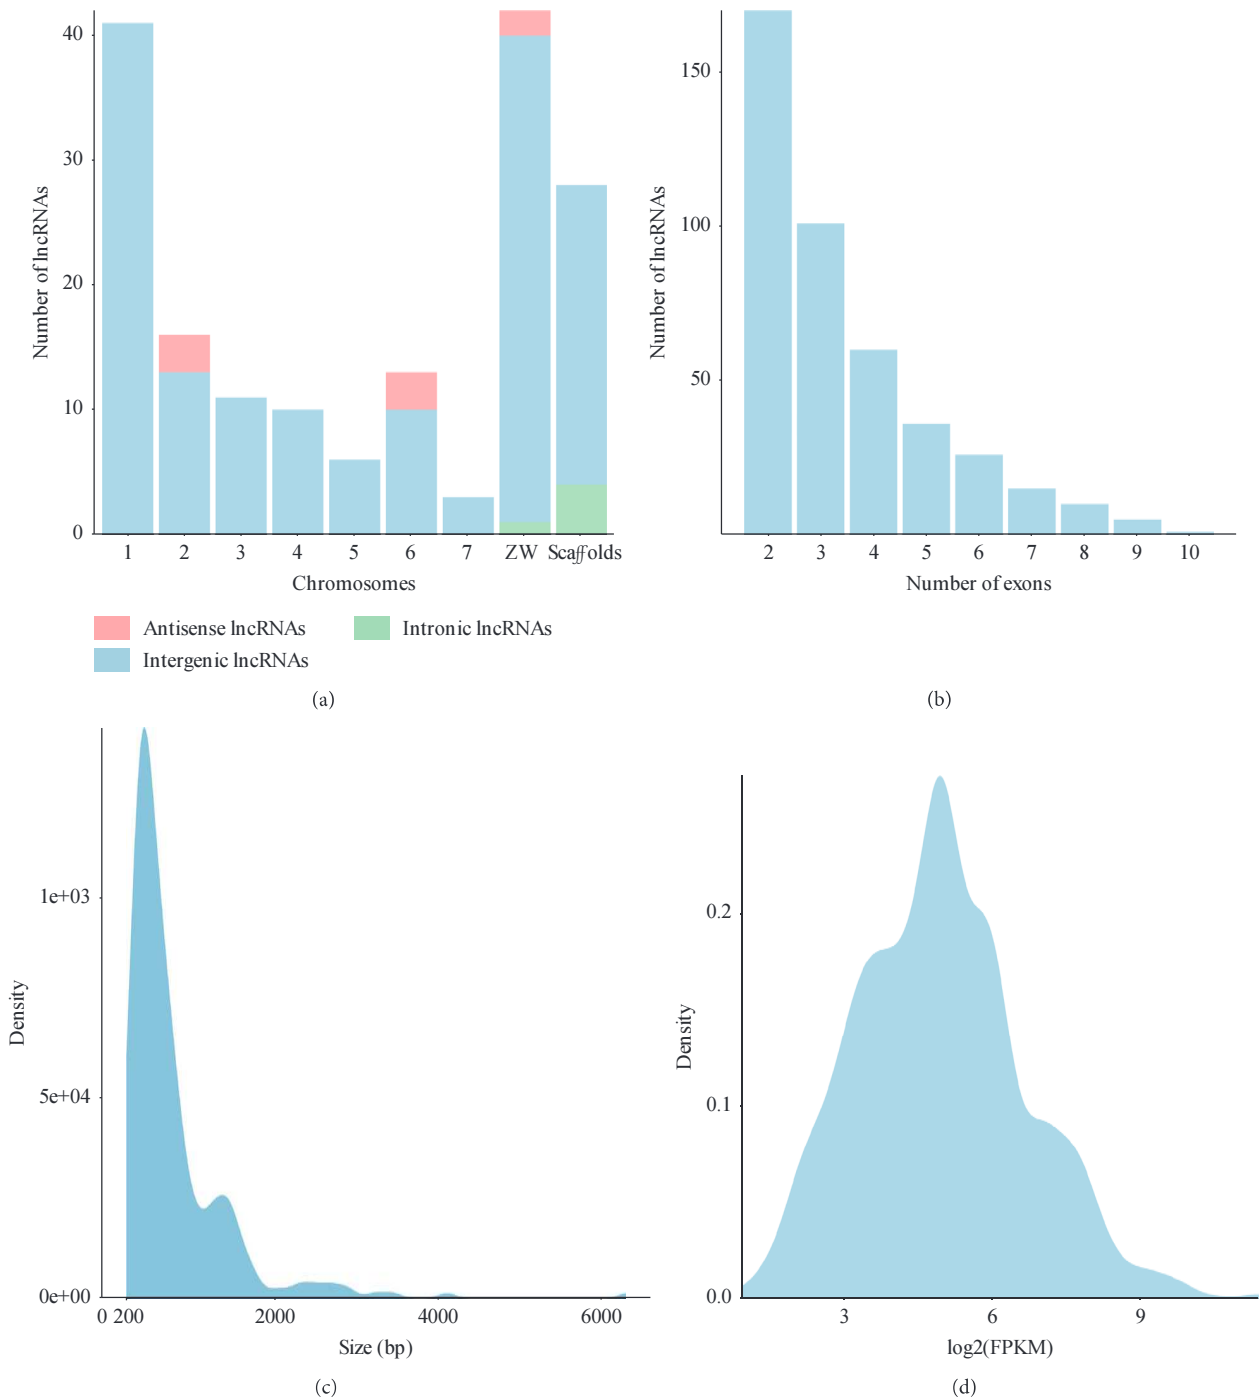 40
30
20
10
0
Number of lncRNAs
1 2 3 4 5 6 7 ZW Scaffolds
Chromosomes
Antisense lncRNAs
Intronic lncRNAs
Intergenic lncRNAs
(a)
150
100
50
Number of lncRNAs
2 3 4 5 6 7 8 9 10
Number of exons
(b)
1e+03
5e+04
0e+00
Density
0 200 2000 4000 6000
Size (bp)
(c)
0.2
0.1
0.0
Density
3 6 9
log2(FPKM)
(d)